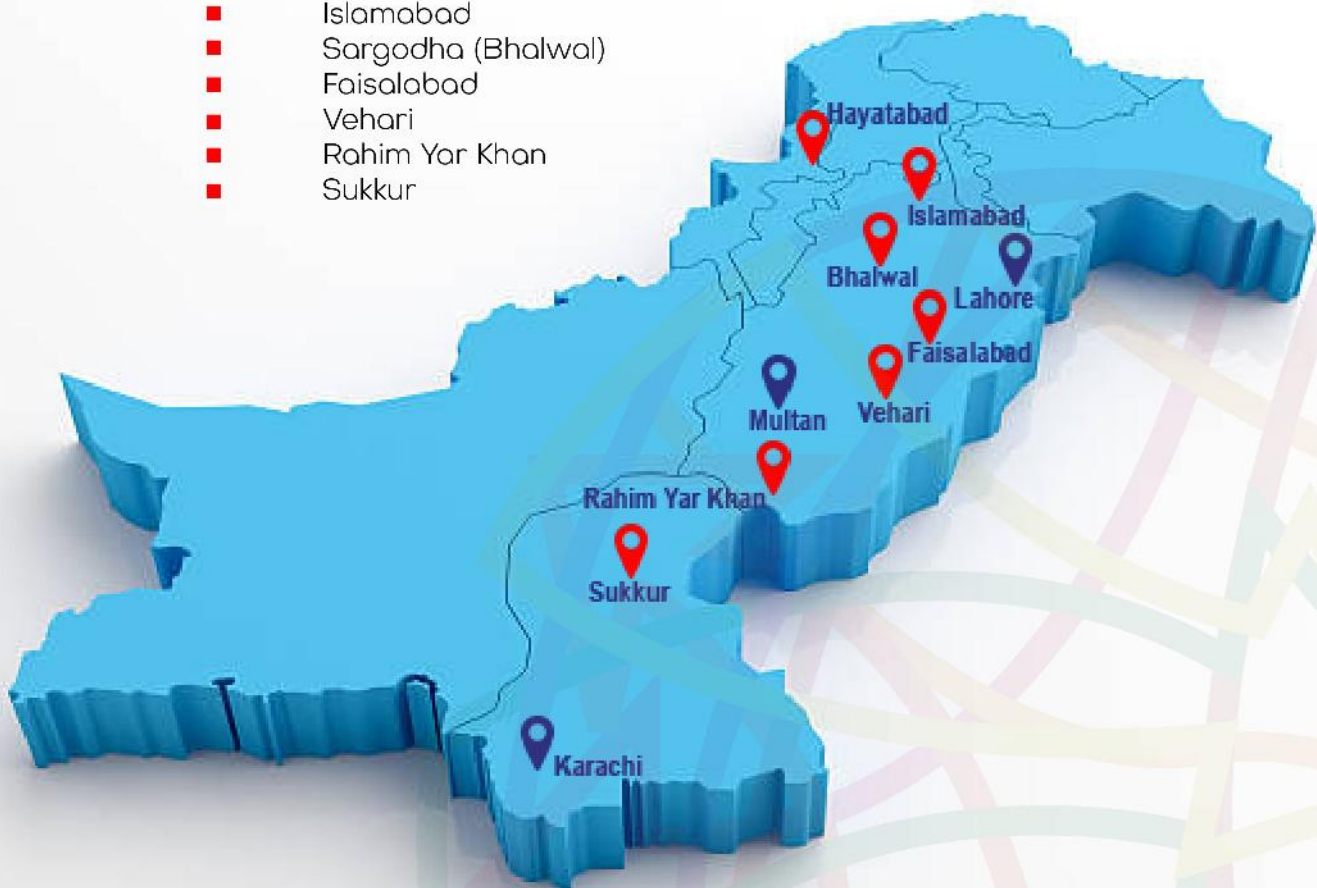 Islamabad
Sargodha (Bhalwal)
Faisalabad
Vehari
Rahim Yar Khan
Sukkur
Hayatabad
Islamabad
Bhalwal
Lahore
Faisalabad
Multan
Vehari
Rahim Yar Khan
Sukkur
Karachi